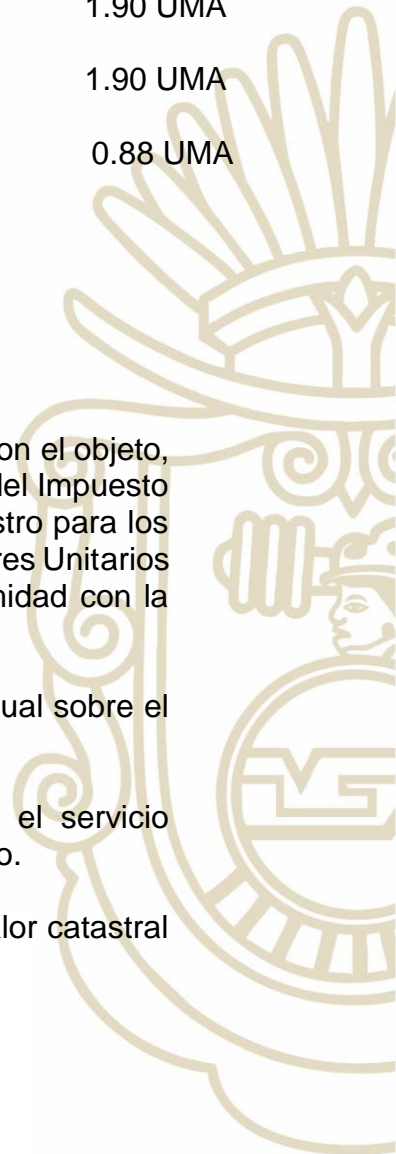 1.90 UMA
1.90 UMA
0.88 UMA
on el objeto,
del Impuesto
stro para los
res Unitarios
nidad con la
ual sobre el
el servicio
o.
lor catastral